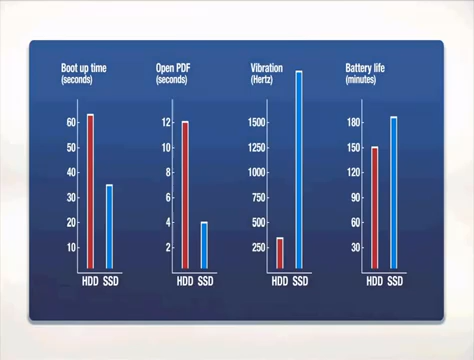 Boot up time
(seconds)
60
50
40
30
20
10
HDD SSD
Open PDF
(seconds)
12
10
8
6
4
2
HDD SSD
Vibration
(Hertz)
1500
1250
1000
750
500
250
HDD SSD
Battery life
(minutes)
180
150
120
90
60
30
HDD SSD